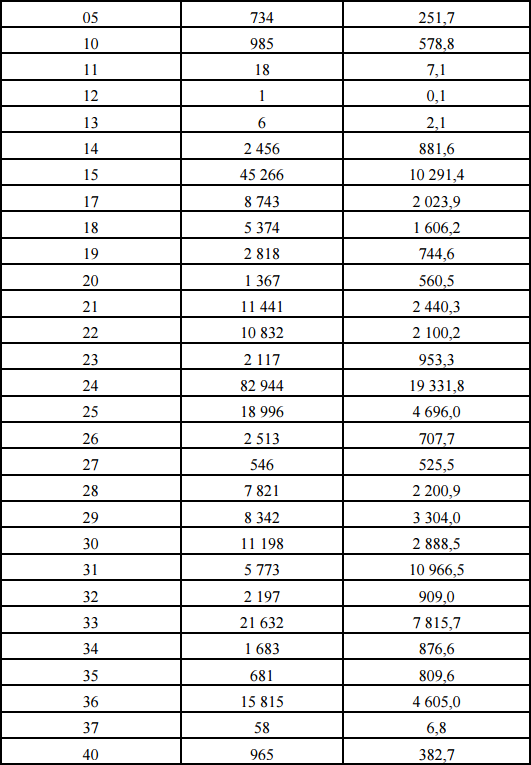 05 734 251,7
10 985 578,8
11 18 7,1
12 1 0,1
13 6 2,1
14 2 456 881,6
15 45 266 10 291,4
17 8 743 2 023,9
18 5 374 1 606,2
19 2 818 744,6
20 1 367 560,5
21 11 441 2 440,3
22 10 832 2 100,2
23 2 117 953,3
24 82 944 19 331,8
25 18 996 4 696,0
26 2 513 707,7
27 546 525,5
28 7 821 2 200,9
29 8 342 3 304,0
30 11 198 2 888,5
31 5 773 10 966,5
32 2 197 909,0
33 21 632 7 815,7
34 1 683 876,6
35 681 809,6
36 15 815 4 605,0
37 58 6,8
40 965 382,7